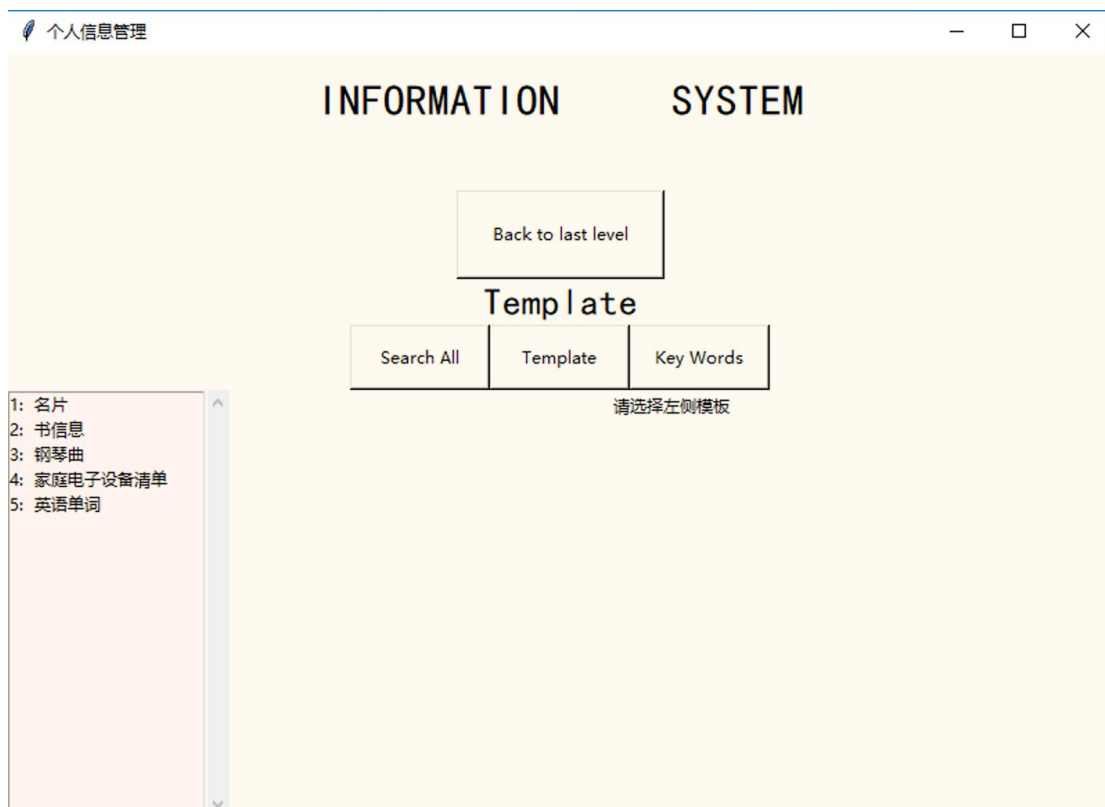 个人信息管理
INFORMATION SYSTEM
Back to last level
Template
Search All Template Key Words
请选择左侧模板
1: 名片
2: 书信息
3: 钢琴曲
4: 家庭电子设备清单
5: 英语单词